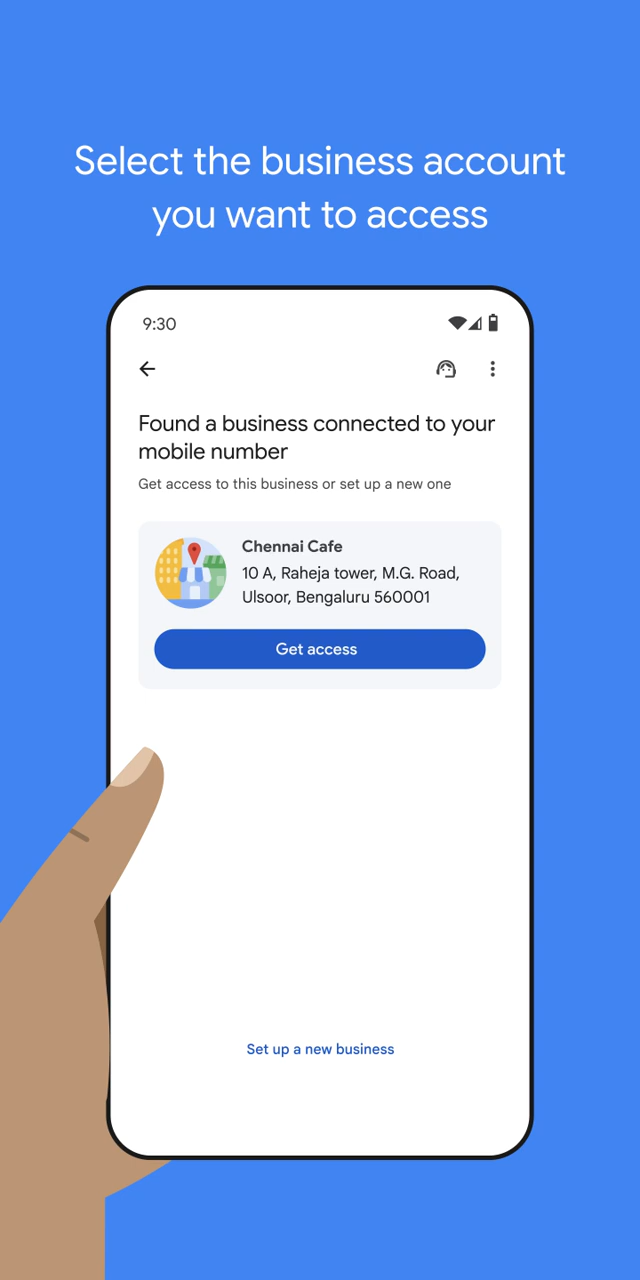 Select the business account
you want to access
9:30
Found a business connected to your
mobile number
Get access to this business or set up a new one
Chennai Cafe
10 A, Raheja tower, M.G. Road,
Ulsoor, Bengaluru 560001
Get access
Set up a new business